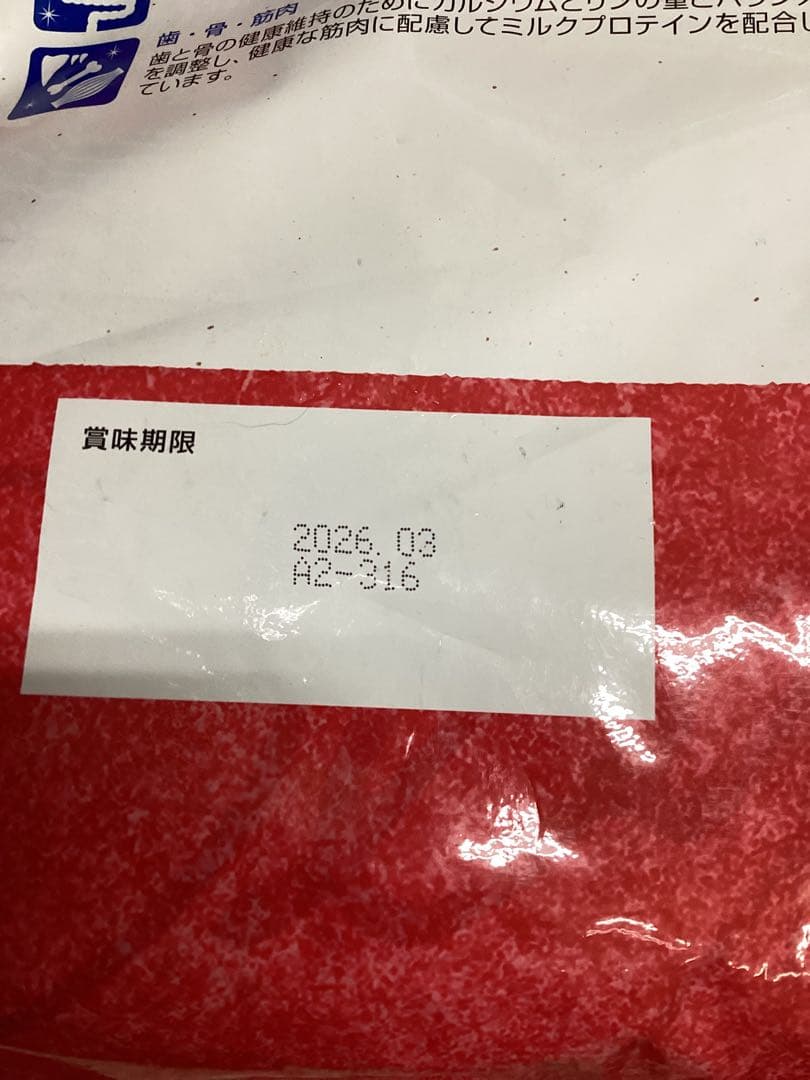 歯・骨・筋肉
歯と骨の健康維持のためにカルシウムとリンの量とバラン
を調整し、健康な筋肉に配慮してミルクプロテインを配合し
ています。
賞味期限
2026.03
A2-316